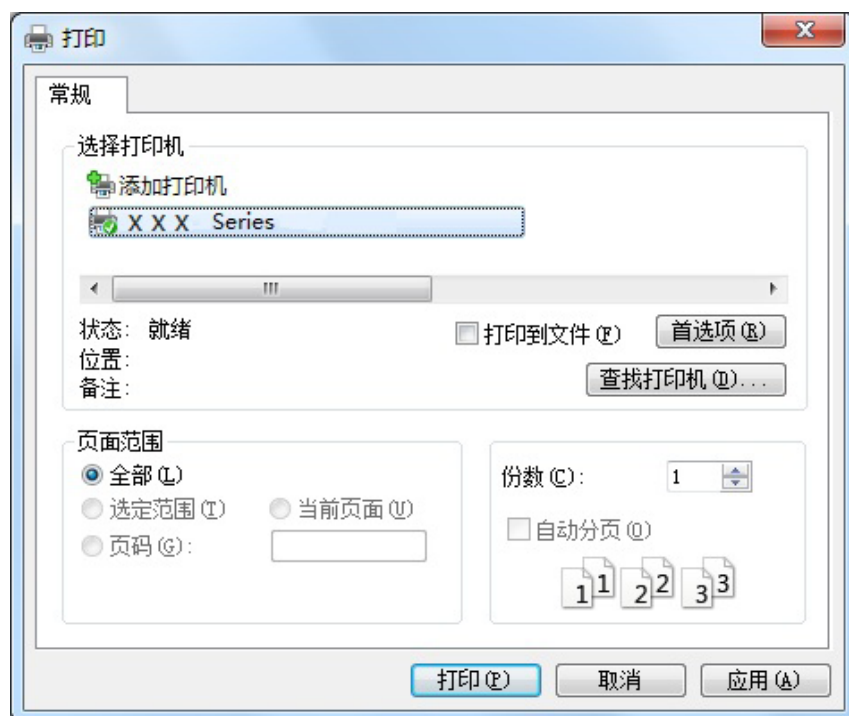 打印
常规
选择打印机
添加打印机
X X X Series
状态: 就绪
打印到文件(F) 首选项(R)
位置:
备注:
查找打印机(D)...
页面范围
全部(L)
选定范围(T) 当前页面(U)
页码(G):
份数(C): 1
自动分页(O)
1 1 2 2 3 3
打印(P) 取消 应用(A)